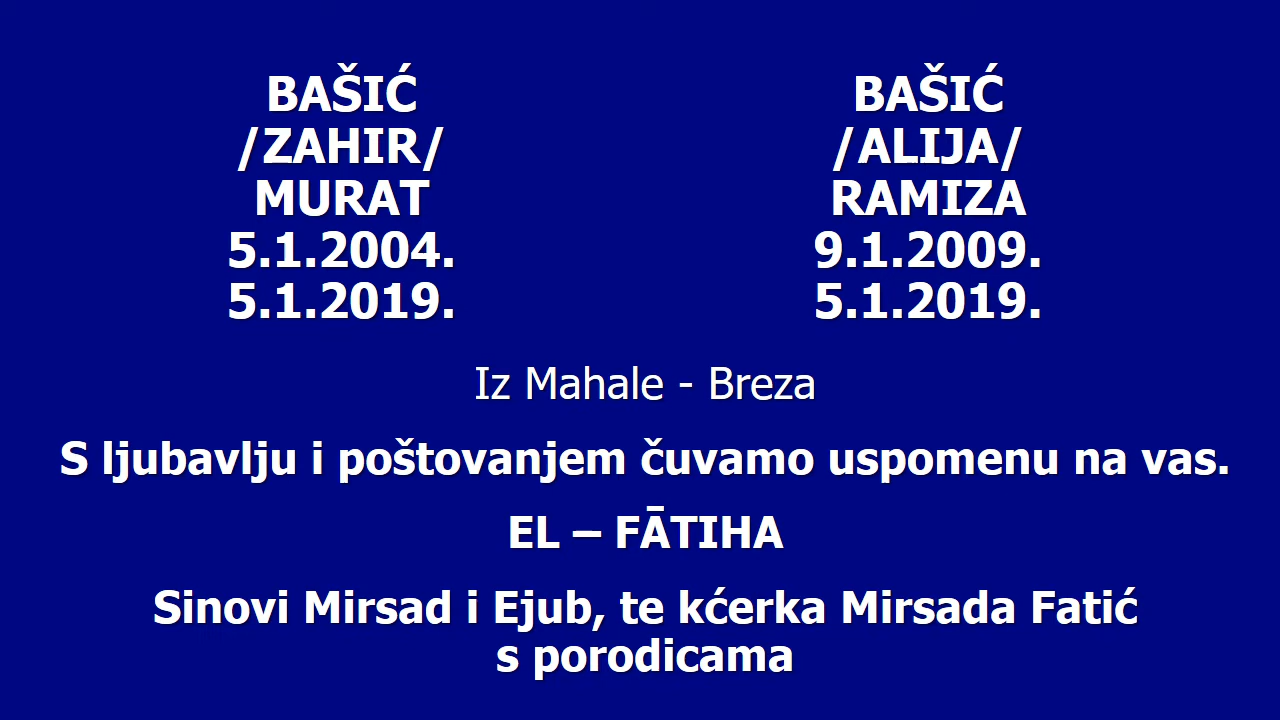 BAŠIĆ
/ZAHIR/
MURAT
5.1.2004.
5.1.2019.
BAŠIĆ
/ALIJA/
RAMIZA
9.1.2009.
5.1.2019.
Iz Mahale - Breza
S ljubavlju i poštovanjem čuvamo uspomenu na vas.
EL – FĀTIHA
Sinovi Mirsad i Ejub, te kćerka Mirsada Fatić
s porodicama